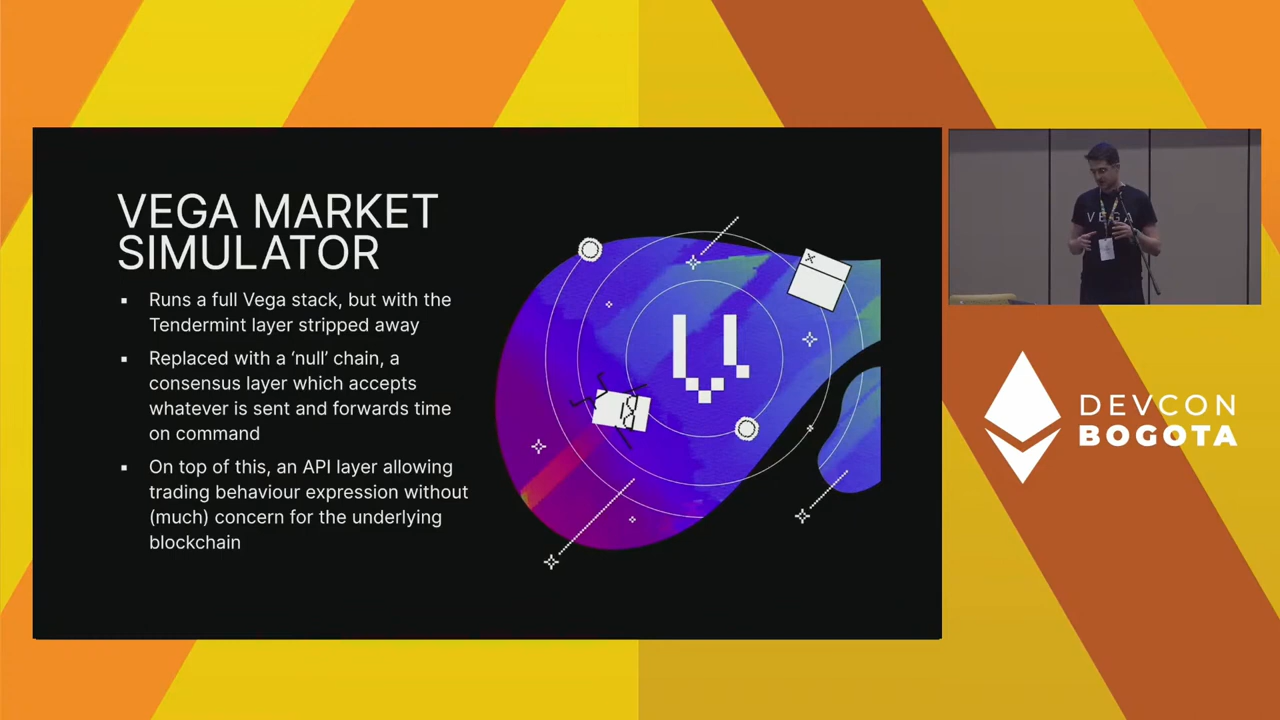 VEGA MARKET
SIMULATOR
▪ Runs a full Vega stack, but with the
Tendermint layer stripped away
▪ Replaced with a ‘null’ chain, a
consensus layer which accepts
whatever is sent and forwards time
on command
▪ On top of this, an API layer allowing
trading behaviour expression without
(much) concern for the underlying
blockchain
VEGA
DEVCON
BOGOTA